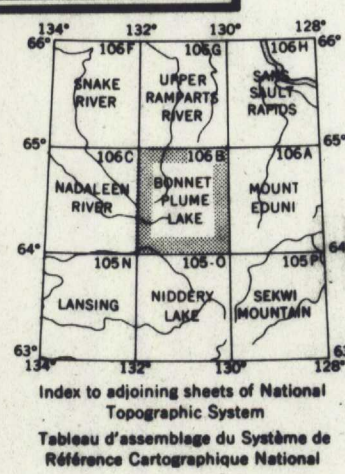 134° 132° 130° 128°
66° 106F 106G 106H 66°
SNAKE RIVER
UPPER RAMPARTS RIVER
SANS SAULT RAPIDS
65° 65°
106C 106B 106A
NADALEEN RIVER
BONNET PLUME LAKE
MOUNT EDUNI
64° 64
105N 105-O 105P
LANSING
NIDDERY LAKE
SEKWI MOUNTAIN
63° 63
134° 132° 130° 128°
Index to adjoining sheets of National
Topographic System
Tableau d'assemblage du Système de
Référence Cartographique National